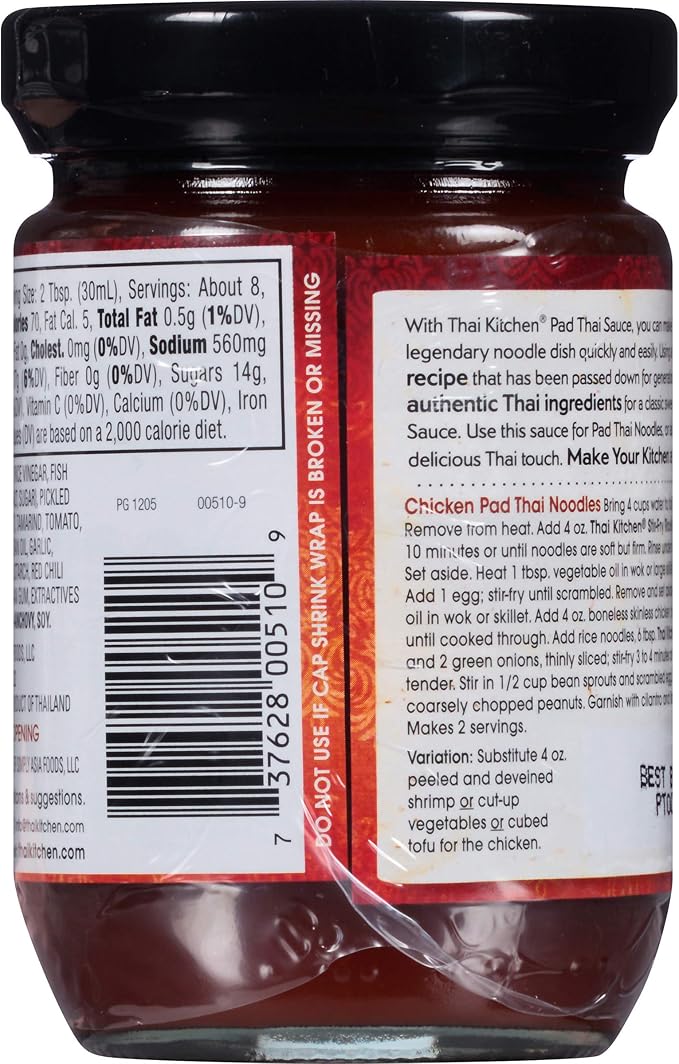 Size: 2 Tbsp. (30mL), Servings: About 8,
70, Fat Cal. 5, Total Fat 0.5g (1%DV),
0g, Cholest. 0mg (0%DV), Sodium 560mg
(6%DV), Fiber 0g (0%DV), Sugars 14g,
Vitamin C (0%DV), Calcium (0%DV), Iron
(DV) are based on a 2,000 calorie diet.
VINEGAR, FISH
SUGAR), PICKLED
TAMARIND, TOMATO,
OIL, GARLIC,
RED CHILI
GUM, EXTRACTIVES
ANCHOVY, SOY.
LLC
OF THAILAND
ASIA FOODS, LLC
& suggestions.
PG 1205 00510-9
7 37628 00510 9
DO NOT USE IF CAP SHRINK WRAP IS BROKEN OR MISSING
With Thai Kitchen® Pad Thai Sauce, you can
legendary noodle dish quickly and easily.
recipe that has been passed down for
authentic Thai ingredients for a classic
Sauce. Use this sauce for Pad Thai Noodles,
delicious Thai touch. Make Your Kitchen
Chicken Pad Thai Noodles Bring 4 cups water
Remove from heat. Add 4 oz. Thai Kitchen® Stir-Fry
10 minutes or until noodles are soft but firm. Rinse
Set aside. Heat 1 tbsp. vegetable oil in wok or large
Add 1 egg; stir-fry until scrambled. Remove and set
oil in wok or skillet. Add 4 oz. boneless skinless
until cooked through. Add rice noodles, 6 tbsp. Thai
and 2 green onions, thinly sliced; stir-fry 3 to 4 minutes
tender. Stir in 1/2 cup bean sprouts and scrambled
coarsely chopped peanuts. Garnish with cilantro and
Makes 2 servings.
Variation: Substitute 4 oz.
peeled and deveined
shrimp or cut-up
vegetables or cubed
tofu for the chicken.
BEST